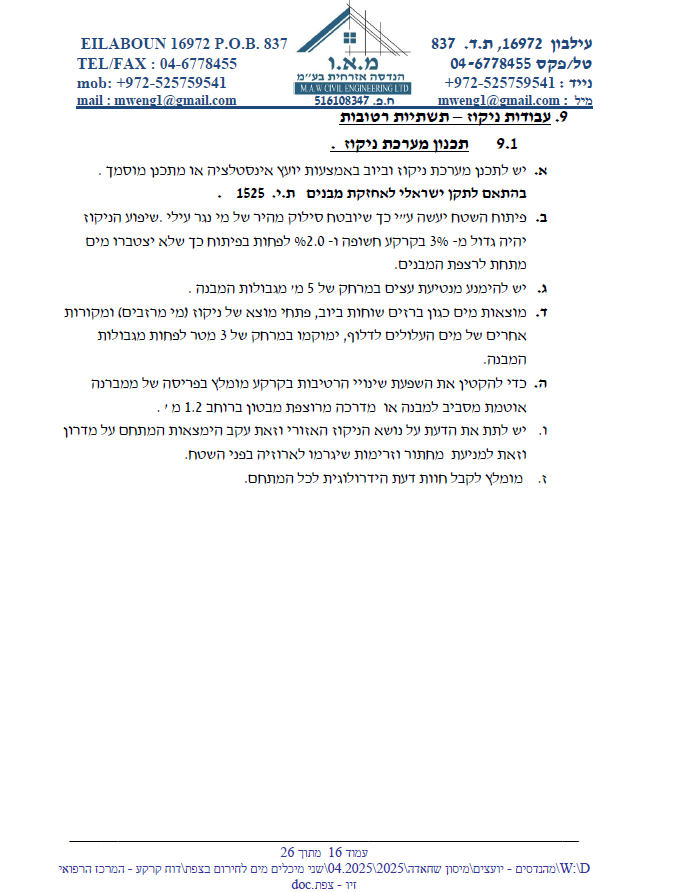 EILABOUN 16972 P.O.B. 837
TEL/FAX : 04-6778455
mob: +972-525759541
mail : mweng1@gmail.com
מ.א.ו
הנדסה אזרחית בע״מ
M.A.W CIVIL ENGINEERING LTD
ח.פ. 516108347
עילבון 16972, ת.ד. 837
טל/פקס 04-6778455
נייד : +972-525759541
מיל : mweng1@gmail.com
9. עבודות ניקוז – תשתיות רטובות
9.1 תכנון מערכת ניקוז .
א. יש לתכנן מערכת ניקוז וביוב באמצעות יועץ אינסטלציה או מתכנן מוסמך .
בהתאם לתקן ישראלי לאחזקת מבנים ת.י. 1525 .
ב. פיתוח השטח יעשה ע״י כך שיובטח סילוק מהיר של מי נגר עילי .שיפוע הניקוז
יהיה גדול מ- 3% בקרקע חשופה ו- 2.0% לפחות בפיתוח כך שלא יצטברו מים
מתחת לרצפת המבנים.
ג. יש להימנע מנטיעת עצים במרחק של 5 מ׳ מגבולות המבנה .
ד. מוצאות מים כגון ברזים שוחות ביוב, פתחי מוצא של ניקוז (מי מרזבים) ומקורות
אחרים של מים העלולים לדלוף, ימוקמו במרחק של 3 מטר לפחות מגבולות
המבנה.
ה. כדי להקטין את השפעת שינויי הרטיבות בקרקע מומלץ בפריסה של ממברנה
אוטמת מסביב למבנה או מדרכה מרוצפת מבטון ברוחב 1.2 מ ׳ .
ו. יש לתת את הדעת על נושא הניקוז האזורי וזאת עקב הימצאות המתחם על מדרון
וזאת למניעת מחתור וזרימות שיגרמו לארוזיה בפני השטח.
ז. מומלץ לקבל חוות דעת הידרולוגית לכל המתחם.
עמוד 16 מתוך 26
W:\D\מהנדסים - יועצים\מיסון שחאדה\2025\04.2025\שני מיכלים מים לחירום בצפת\דוח קרקע - המרכז הרפואי
זיו - צפת.doc